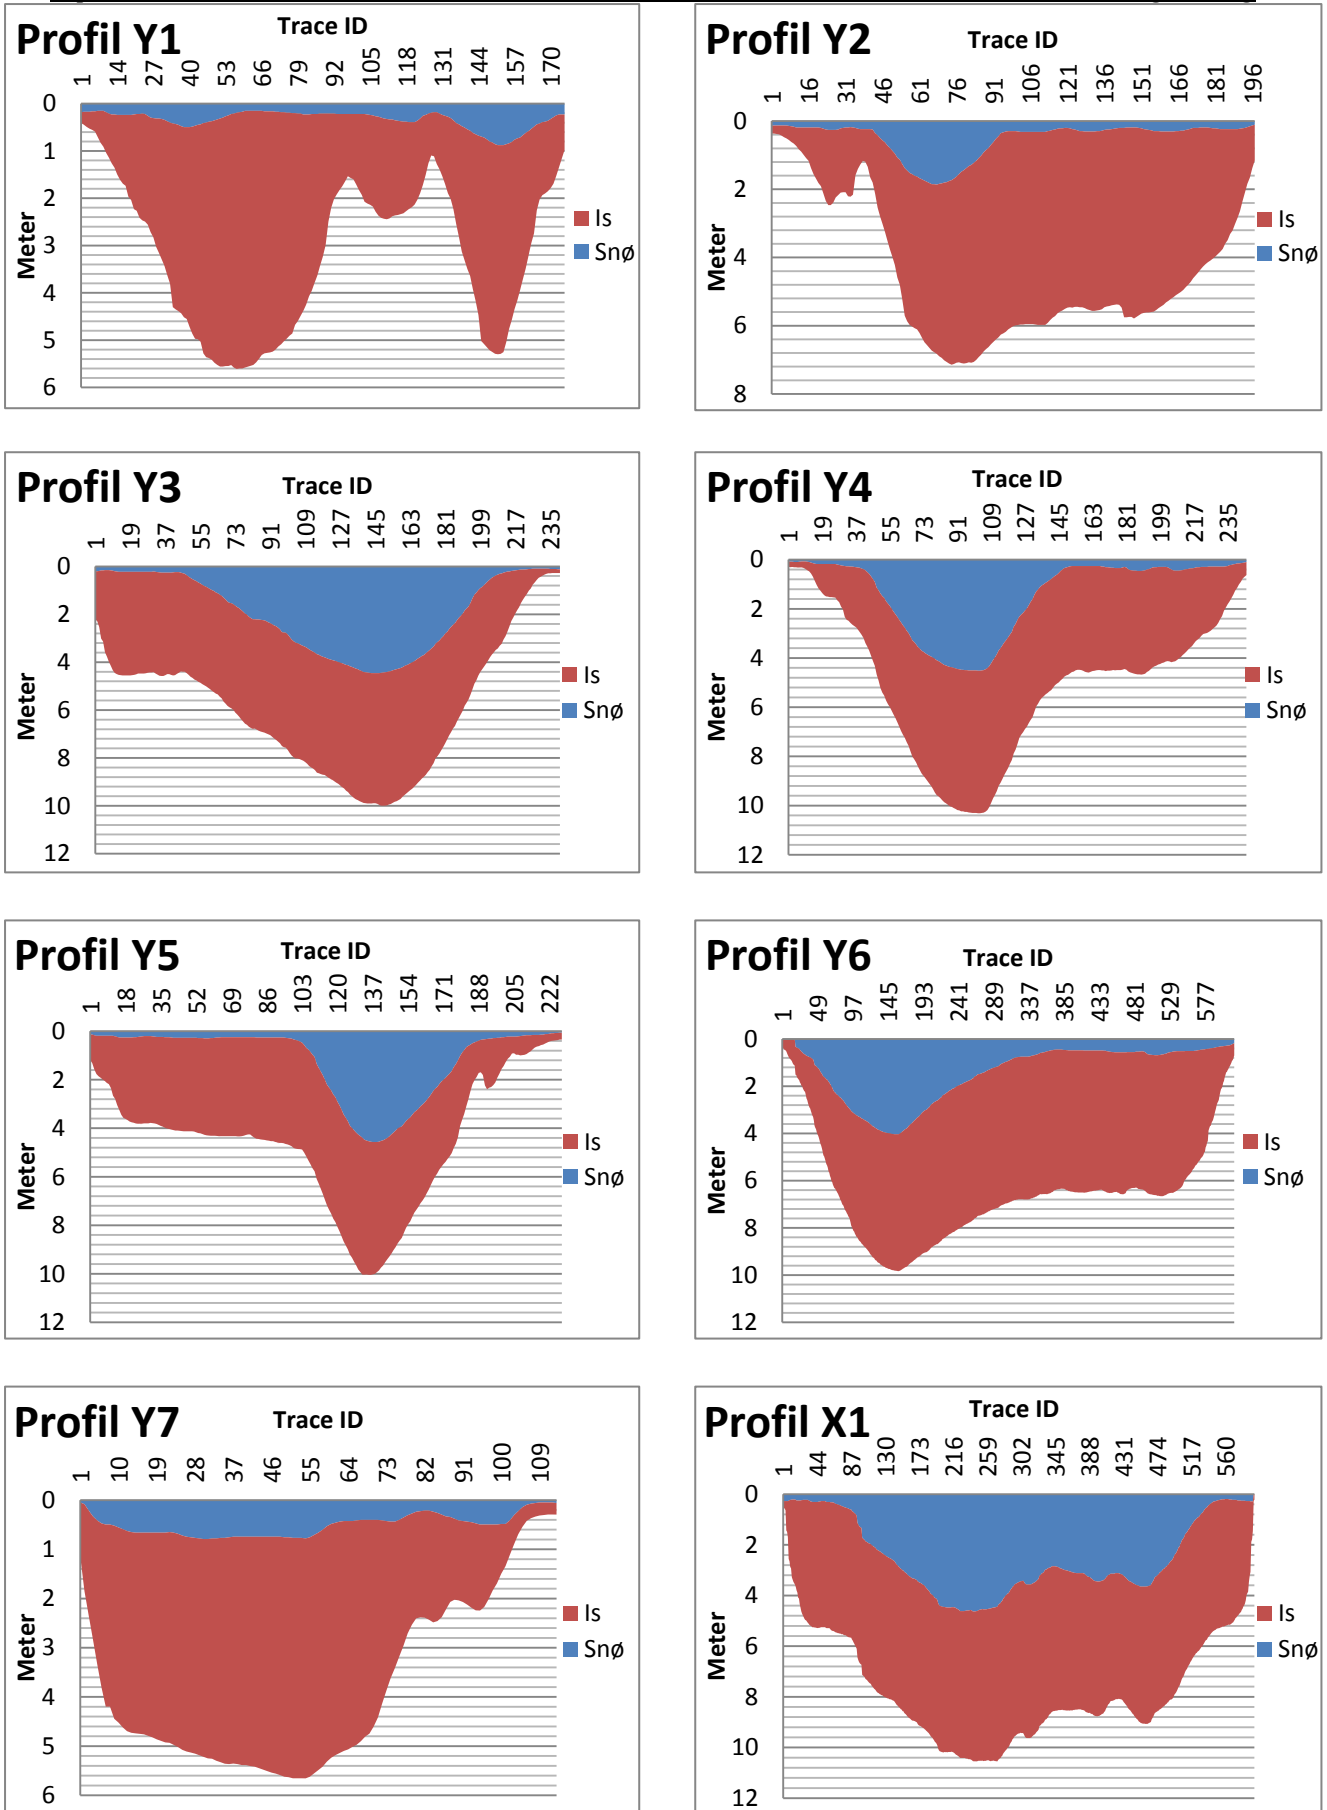 Profil Y1
Trace ID
1 14 27 40 53 66 79 92 105 118 131 144 157 170
0
1
2
3
4
5
6
Meter
Is
Snø
Profil Y2
Trace ID
1 16 31 46 61 76 91 106 121 136 151 166 181 196
0
2
4
6
8
Meter
Is
Snø
Profil Y3
Trace ID
1 19 37 55 73 91 109 127 145 163 181 199 217 235
0
2
4
6
8
10
12
Meter
Is
Snø
Profil Y4
Trace ID
1 19 37 55 73 91 109 127 145 163 181 199 217 235
0
2
4
6
8
10
12
Meter
Is
Snø
Profil Y5
Trace ID
1 18 35 52 69 86 103 120 137 154 171 188 205 222
0
2
4
6
8
10
12
Meter
Is
Snø
Profil Y6
Trace ID
1 49 97 145 193 241 289 337 385 433 481 529 577
0
2
4
6
8
10
12
Meter
Is
Snø
Profil Y7
Trace ID
1 10 19 28 37 46 55 64 73 82 91 100 109
0
1
2
3
4
5
6
Meter
Is
Snø
Profil X1
Trace ID
1 44 87 130 173 216 259 302 345 388 431 474 517 560
0
2
4
6
8
10
12
Meter
Is
Snø